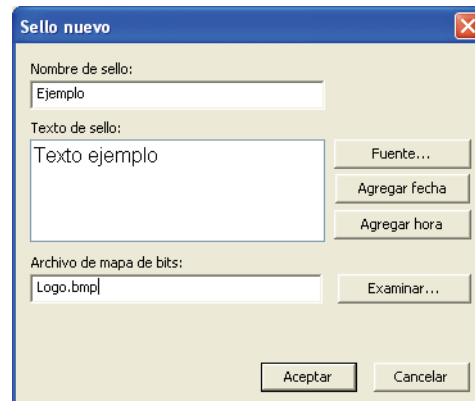 Sello nuevo
Nombre de sello:
Ejemplo
Texto de sello:
Texto ejemplo
Fuente...
Agregar fecha
Agregar hora
Archivo de mapa de bits:
Logo.bmp
Examinar...
Aceptar
Cancelar